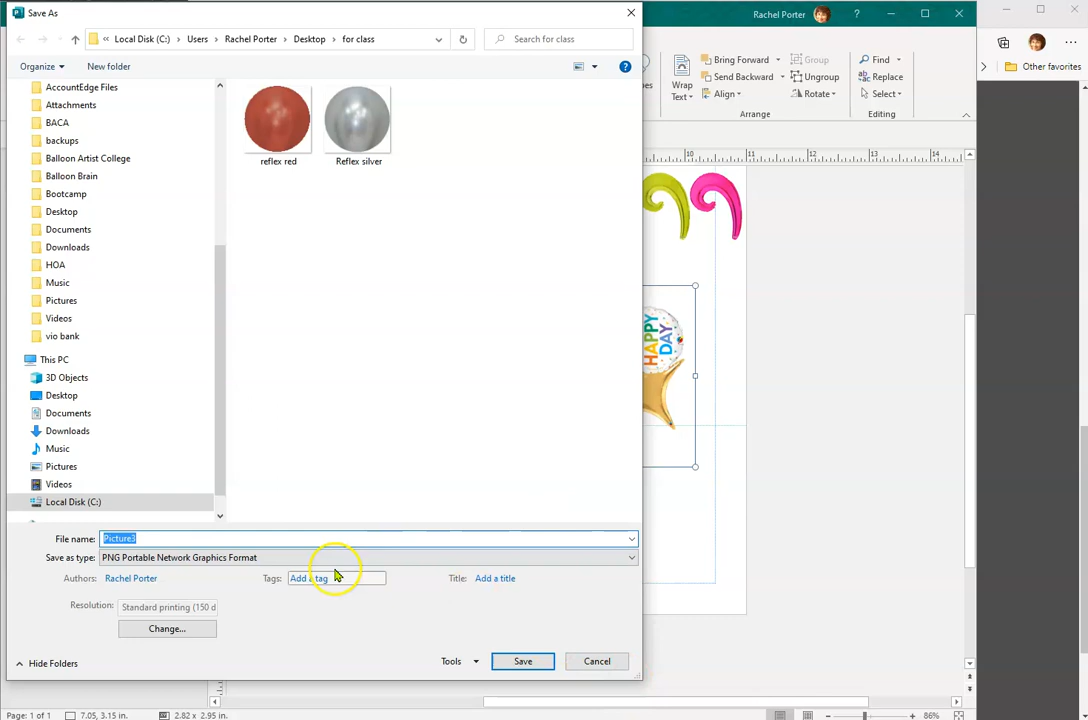 Save As
Rachel Porter
?
« Local Disk (C:) > Users > Rachel Porter > Desktop > for class
Search for class
Other favorites
Organize
New folder
?
Bring Forward
Group
Find
Send Backward
Ungroup
Replace
Wrap
Text
Align
Rotate
Select
Arrange
Editing
AccountEdge Files
Attachments
BACA
backups
Balloon Artist College
Balloon Brain
Bootcamp
Desktop
Documents
Downloads
HOA
Music
Pictures
Videos
vio bank
This PC
3D Objects
Desktop
Documents
Downloads
Music
Pictures
Videos
Local Disk (C:)
reflex red
Reflex silver
10 11 12 13 14
HAPPY
DAY
File name: Picture3
Save as type: PNG Portable Network Graphics Format
Authors: Rachel Porter
Tags: Add a tag
Title: Add a title
Resolution: Standard printing (150 d
Change...
Hide Folders
Tools
Save
Cancel
Page: 1 of 1
7.05, 3.15 in.
2.82 x 2.95 in.
86%